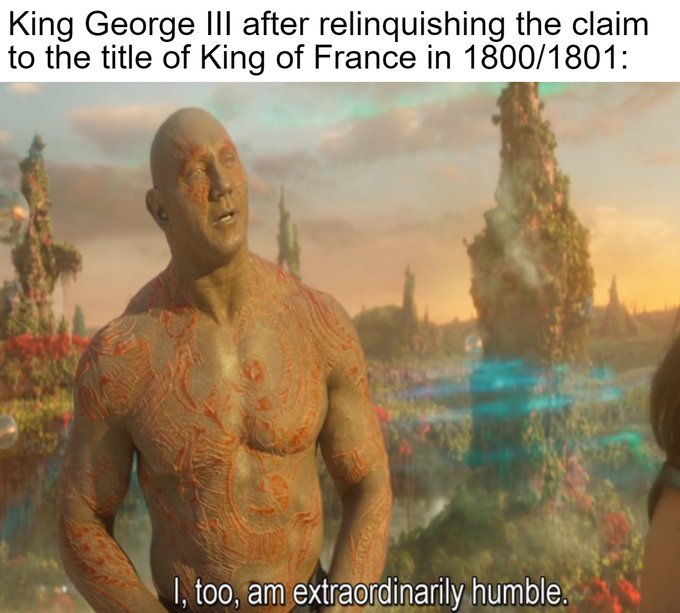 King George III after relinquishing the claim
to the title of King of France in 1800/1801:
I, too, am extraordinarily humble.